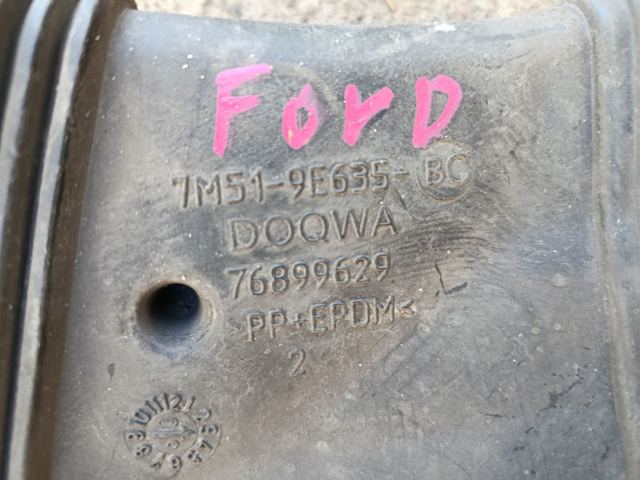 FORD
7M51-9E635-BC
DOQWA
76899629
>PP+EPDM<
2